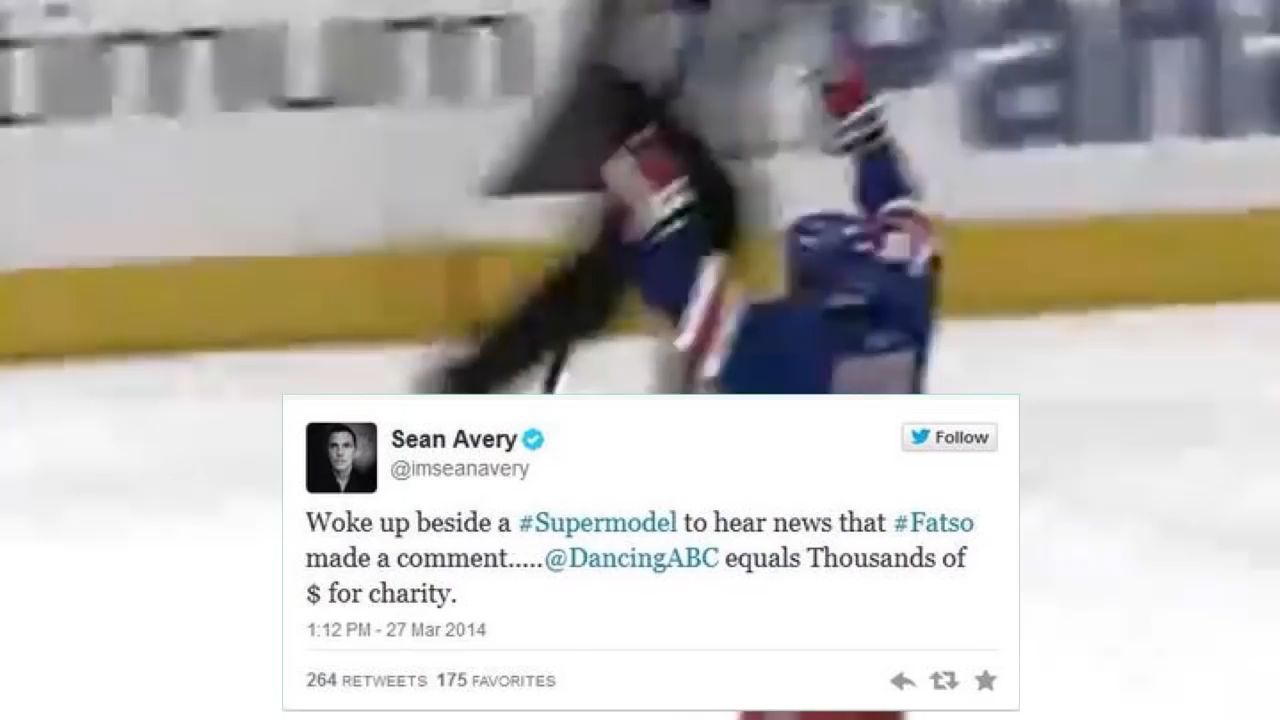 Sean Avery
Follow
@imseanavery
Woke up beside a #Supermodel to hear news that #Fatso
made a comment.....@DancingABC equals Thousands of
$ for charity.
1:12 PM - 27 Mar 2014
264 RETWEETS 175 FAVORITES